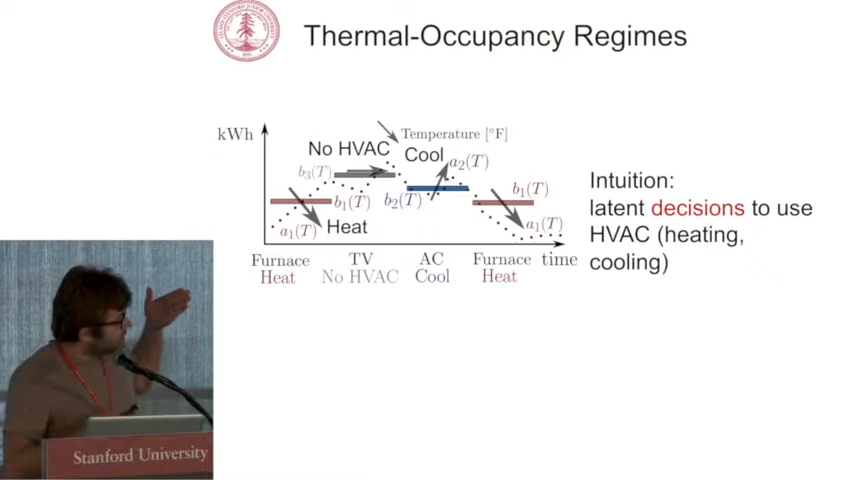 Thermal-Occupancy Regimes
kWh
Temperature [°F]
No HVAC
Cool
a₂(T)
b₃(T)
b₁(T)
b₂(T)
b₁(T)
a₁(T)
Heat
a₁(T)
Furnace
TV
AC
Furnace
time
Heat
No HVAC
Cool
Heat
Intuition:
latent decisions to use
HVAC (heating,
cooling)
Stanford University